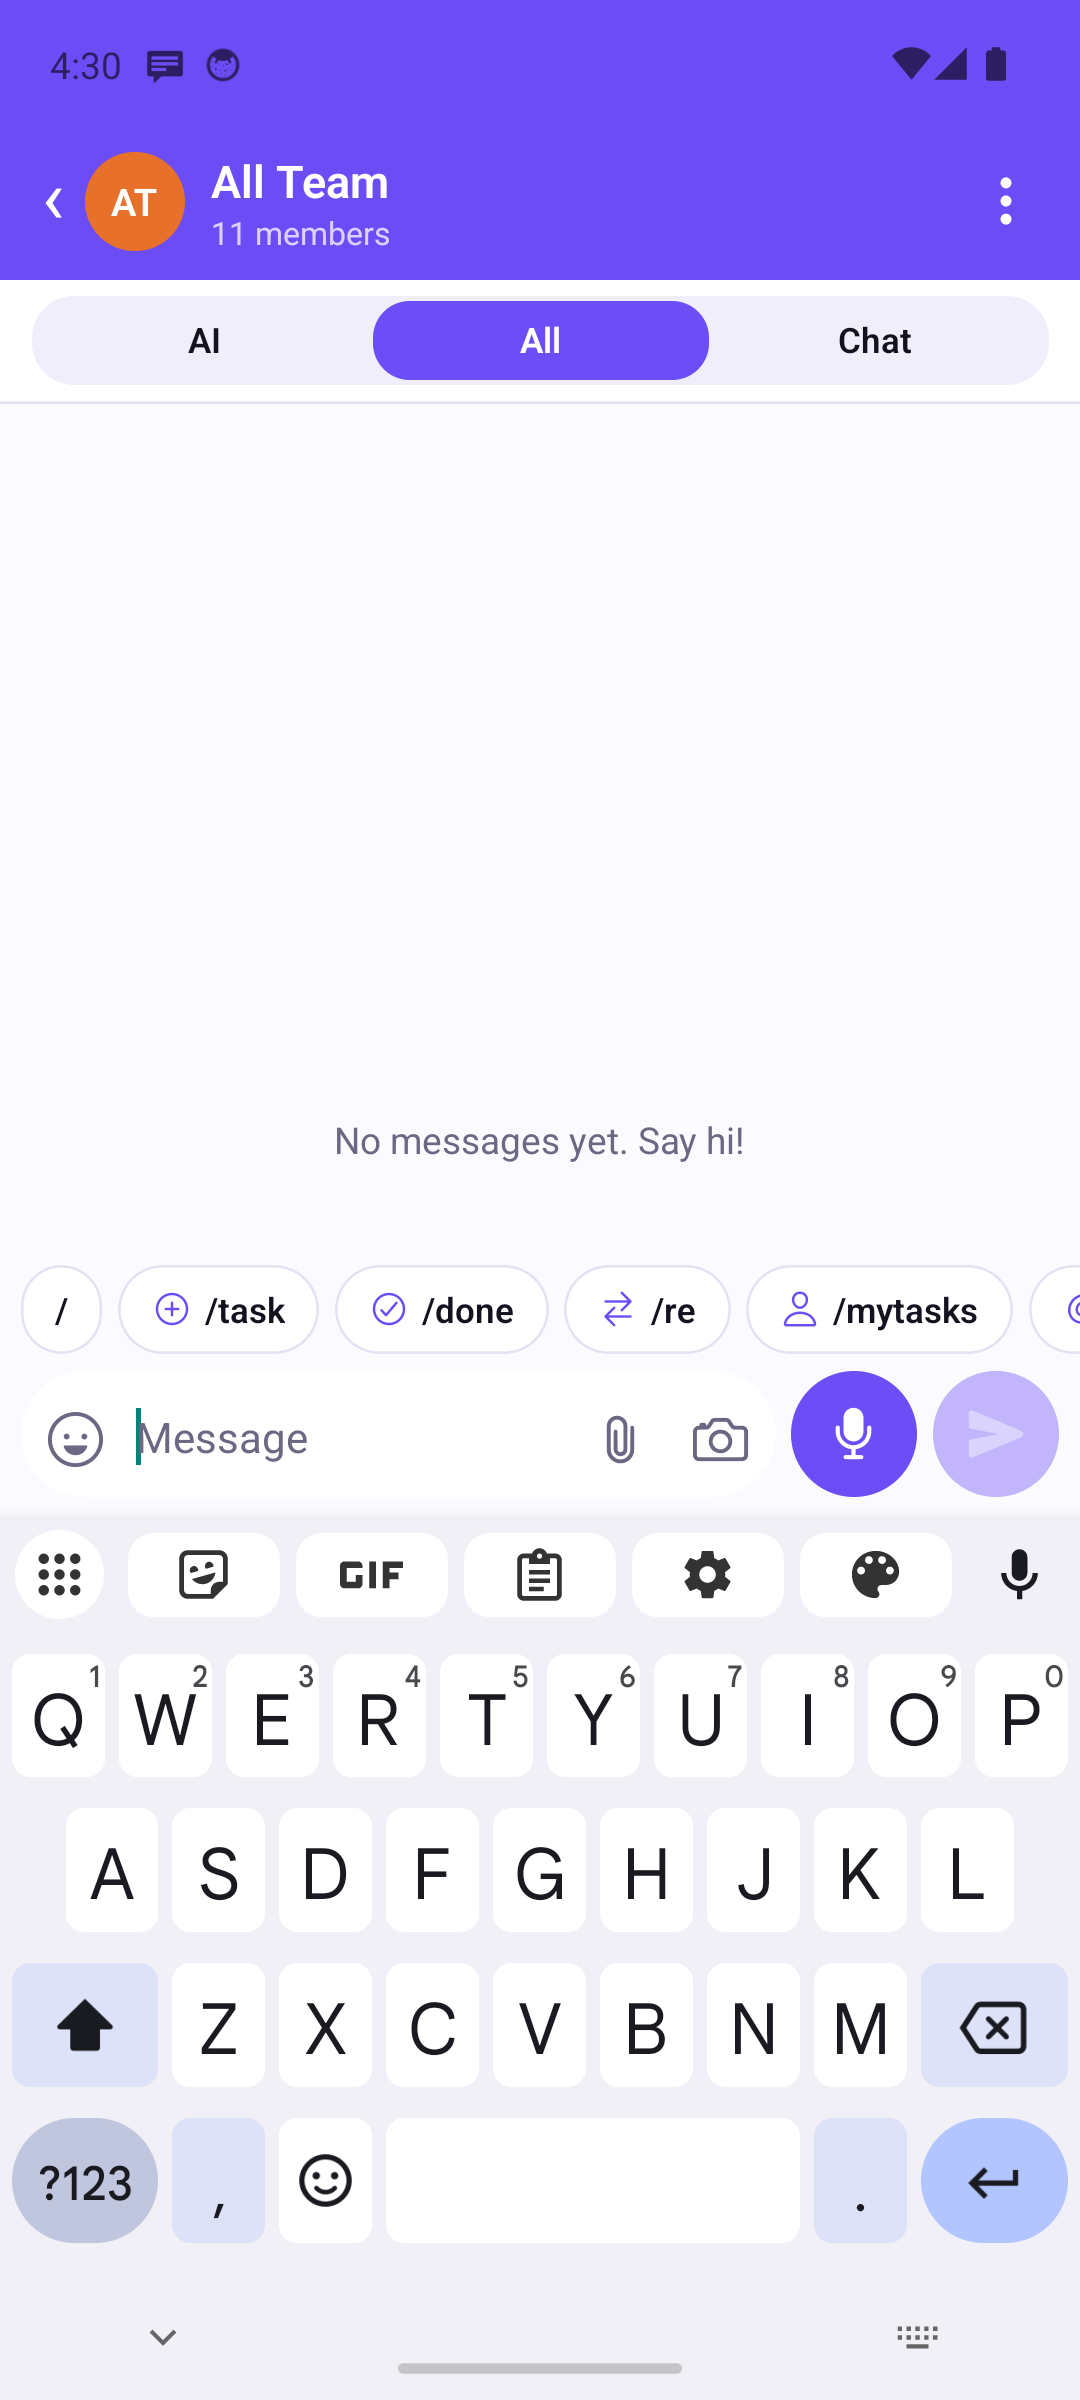 4:30
AT
All Team
11 members
AI All Chat
No messages yet. Say hi!
/ /task /done /re /mytasks
Message
GIF
Q 1 W 2 E 3 R 4 T 5 Y 6 U 7 I 8 O 9 P 0
A S D F G H J K L
Z X C V B N M
?123 , .